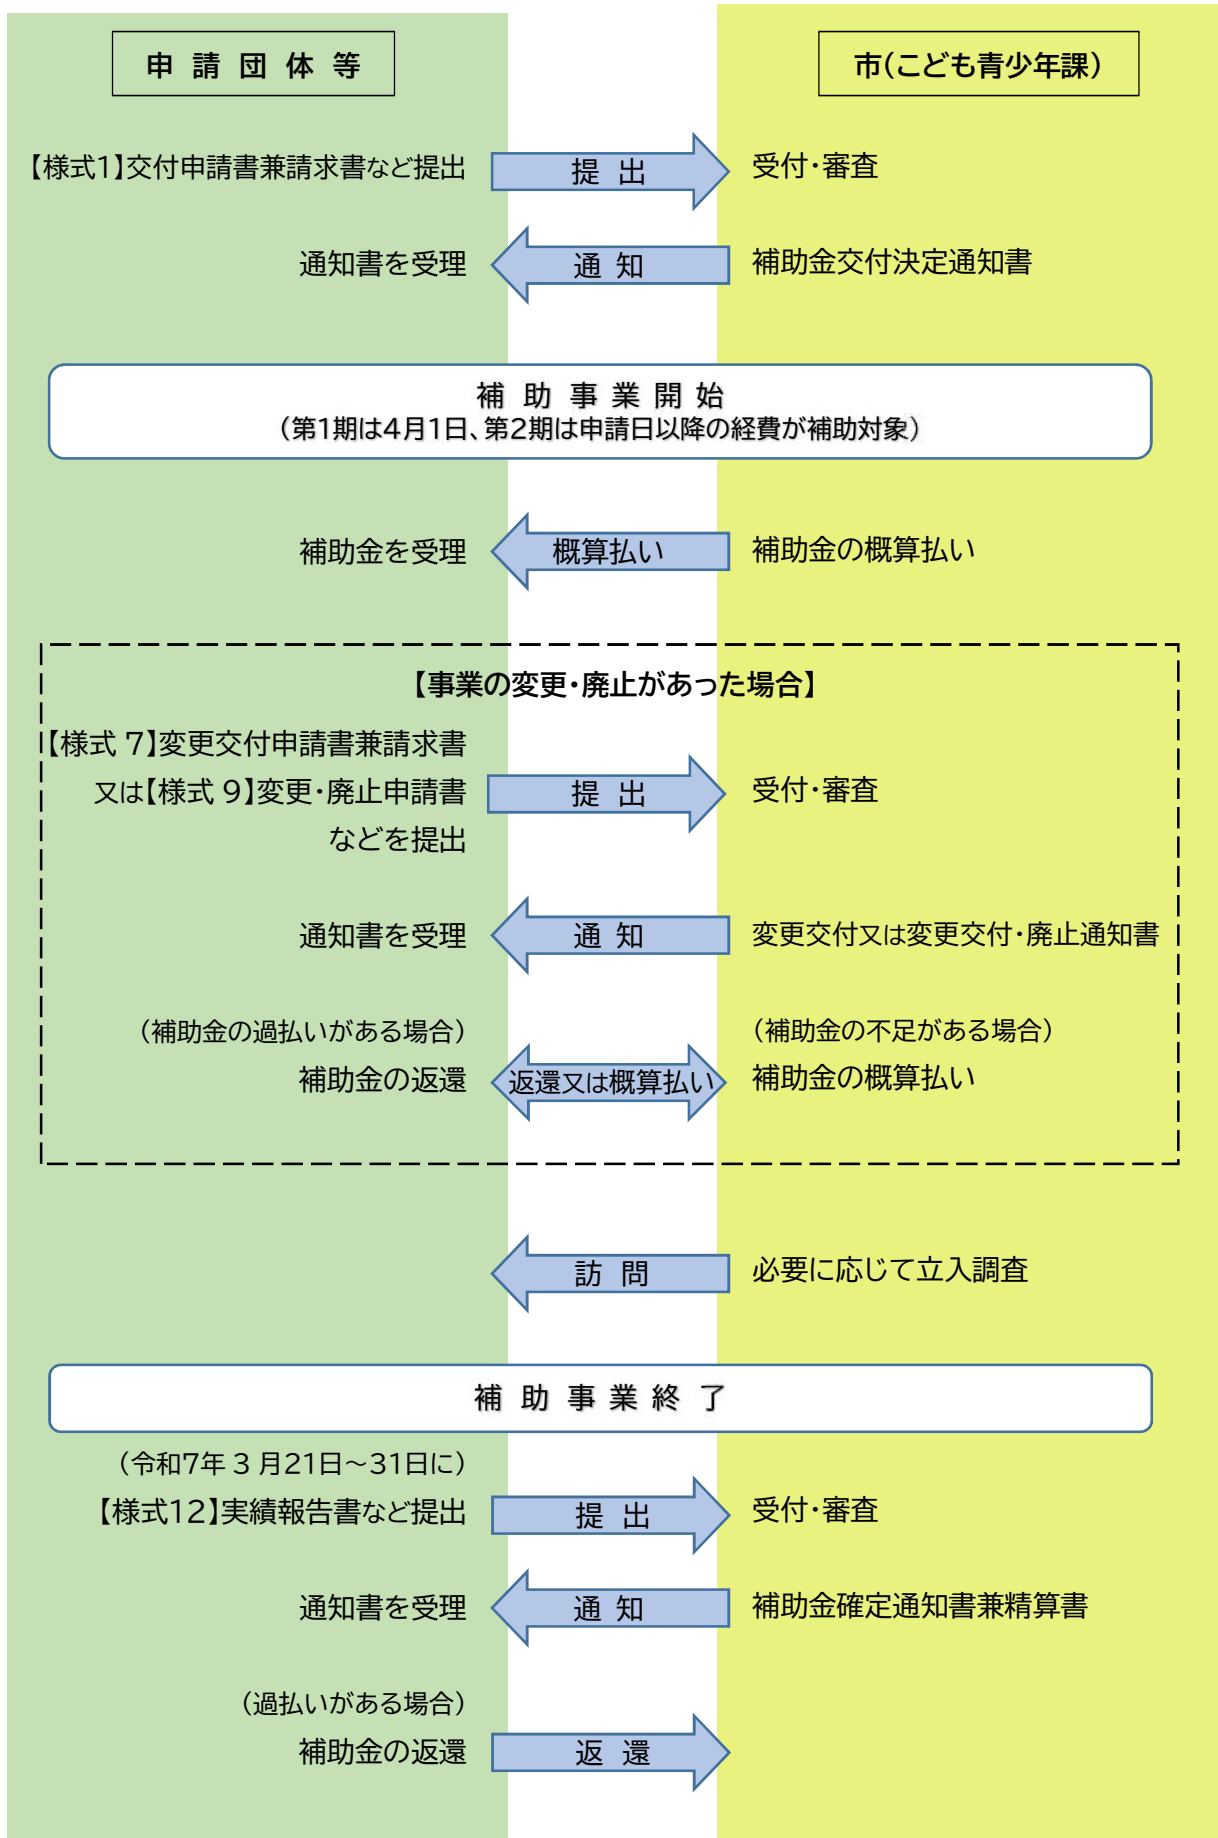 申請団体等
市(こども青少年課)
【様式1】交付申請書兼請求書など提出
提出
受付・審査
通知書を受理
通知
補助金交付決定通知書
補助事業開始
(第1期は4月1日、第2期は申請日以降の経費が補助対象)
補助金を受理
概算払い
補助金の概算払い
【事業の変更・廃止があった場合】
【様式 7】変更交付申請書兼請求書
又は【様式 9】変更・廃止申請書
などを提出
提出
受付・審査
通知書を受理
通知
変更交付又は変更交付・廃止通知書
(補助金の過払いがある場合)
補助金の返還
返還又は概算払い
(補助金の不足がある場合)
補助金の概算払い
訪問
必要に応じて立入調査
補助事業終了
(令和7年 3 月21日~31日に)
【様式12】実績報告書など提出
提出
受付・審査
通知書を受理
通知
補助金確定通知書兼精算書
(過払いがある場合)
補助金の返還
返還